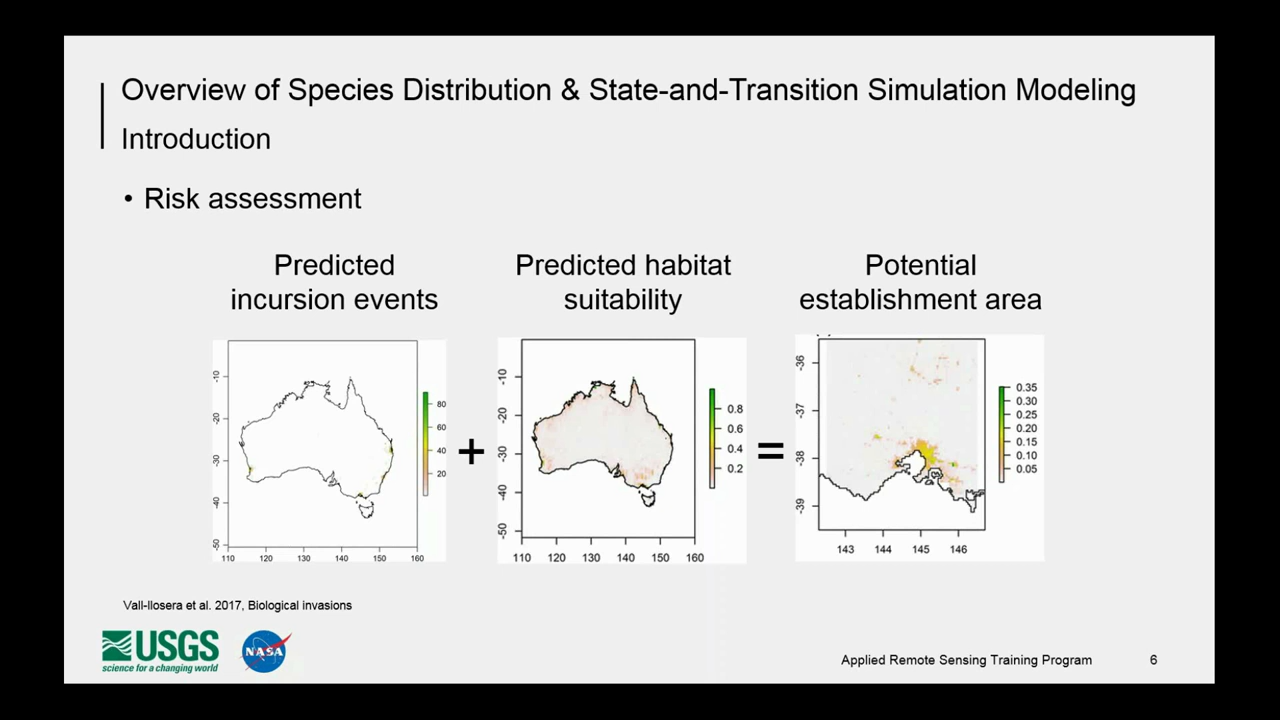 Overview of Species Distribution & State-and-Transition Simulation Modeling
Introduction
• Risk assessment
Predicted
incursion events
Predicted habitat
suitability
Potential
establishment area
-10
-20
-30
-40
-50
110 120 130 140 150 160
80
60
40
20
+
-10
-20
-30
-40
-50
110 120 130 140 150 160
0.8
0.6
0.4
0.2
=
-36
-37
-38
-39
143 144 145 146
0.35
0.30
0.25
0.20
0.15
0.10
0.05
Vall-llosera et al. 2017, Biological invasions
USGS
science for a changing world
NASA
Applied Remote Sensing Training Program 6